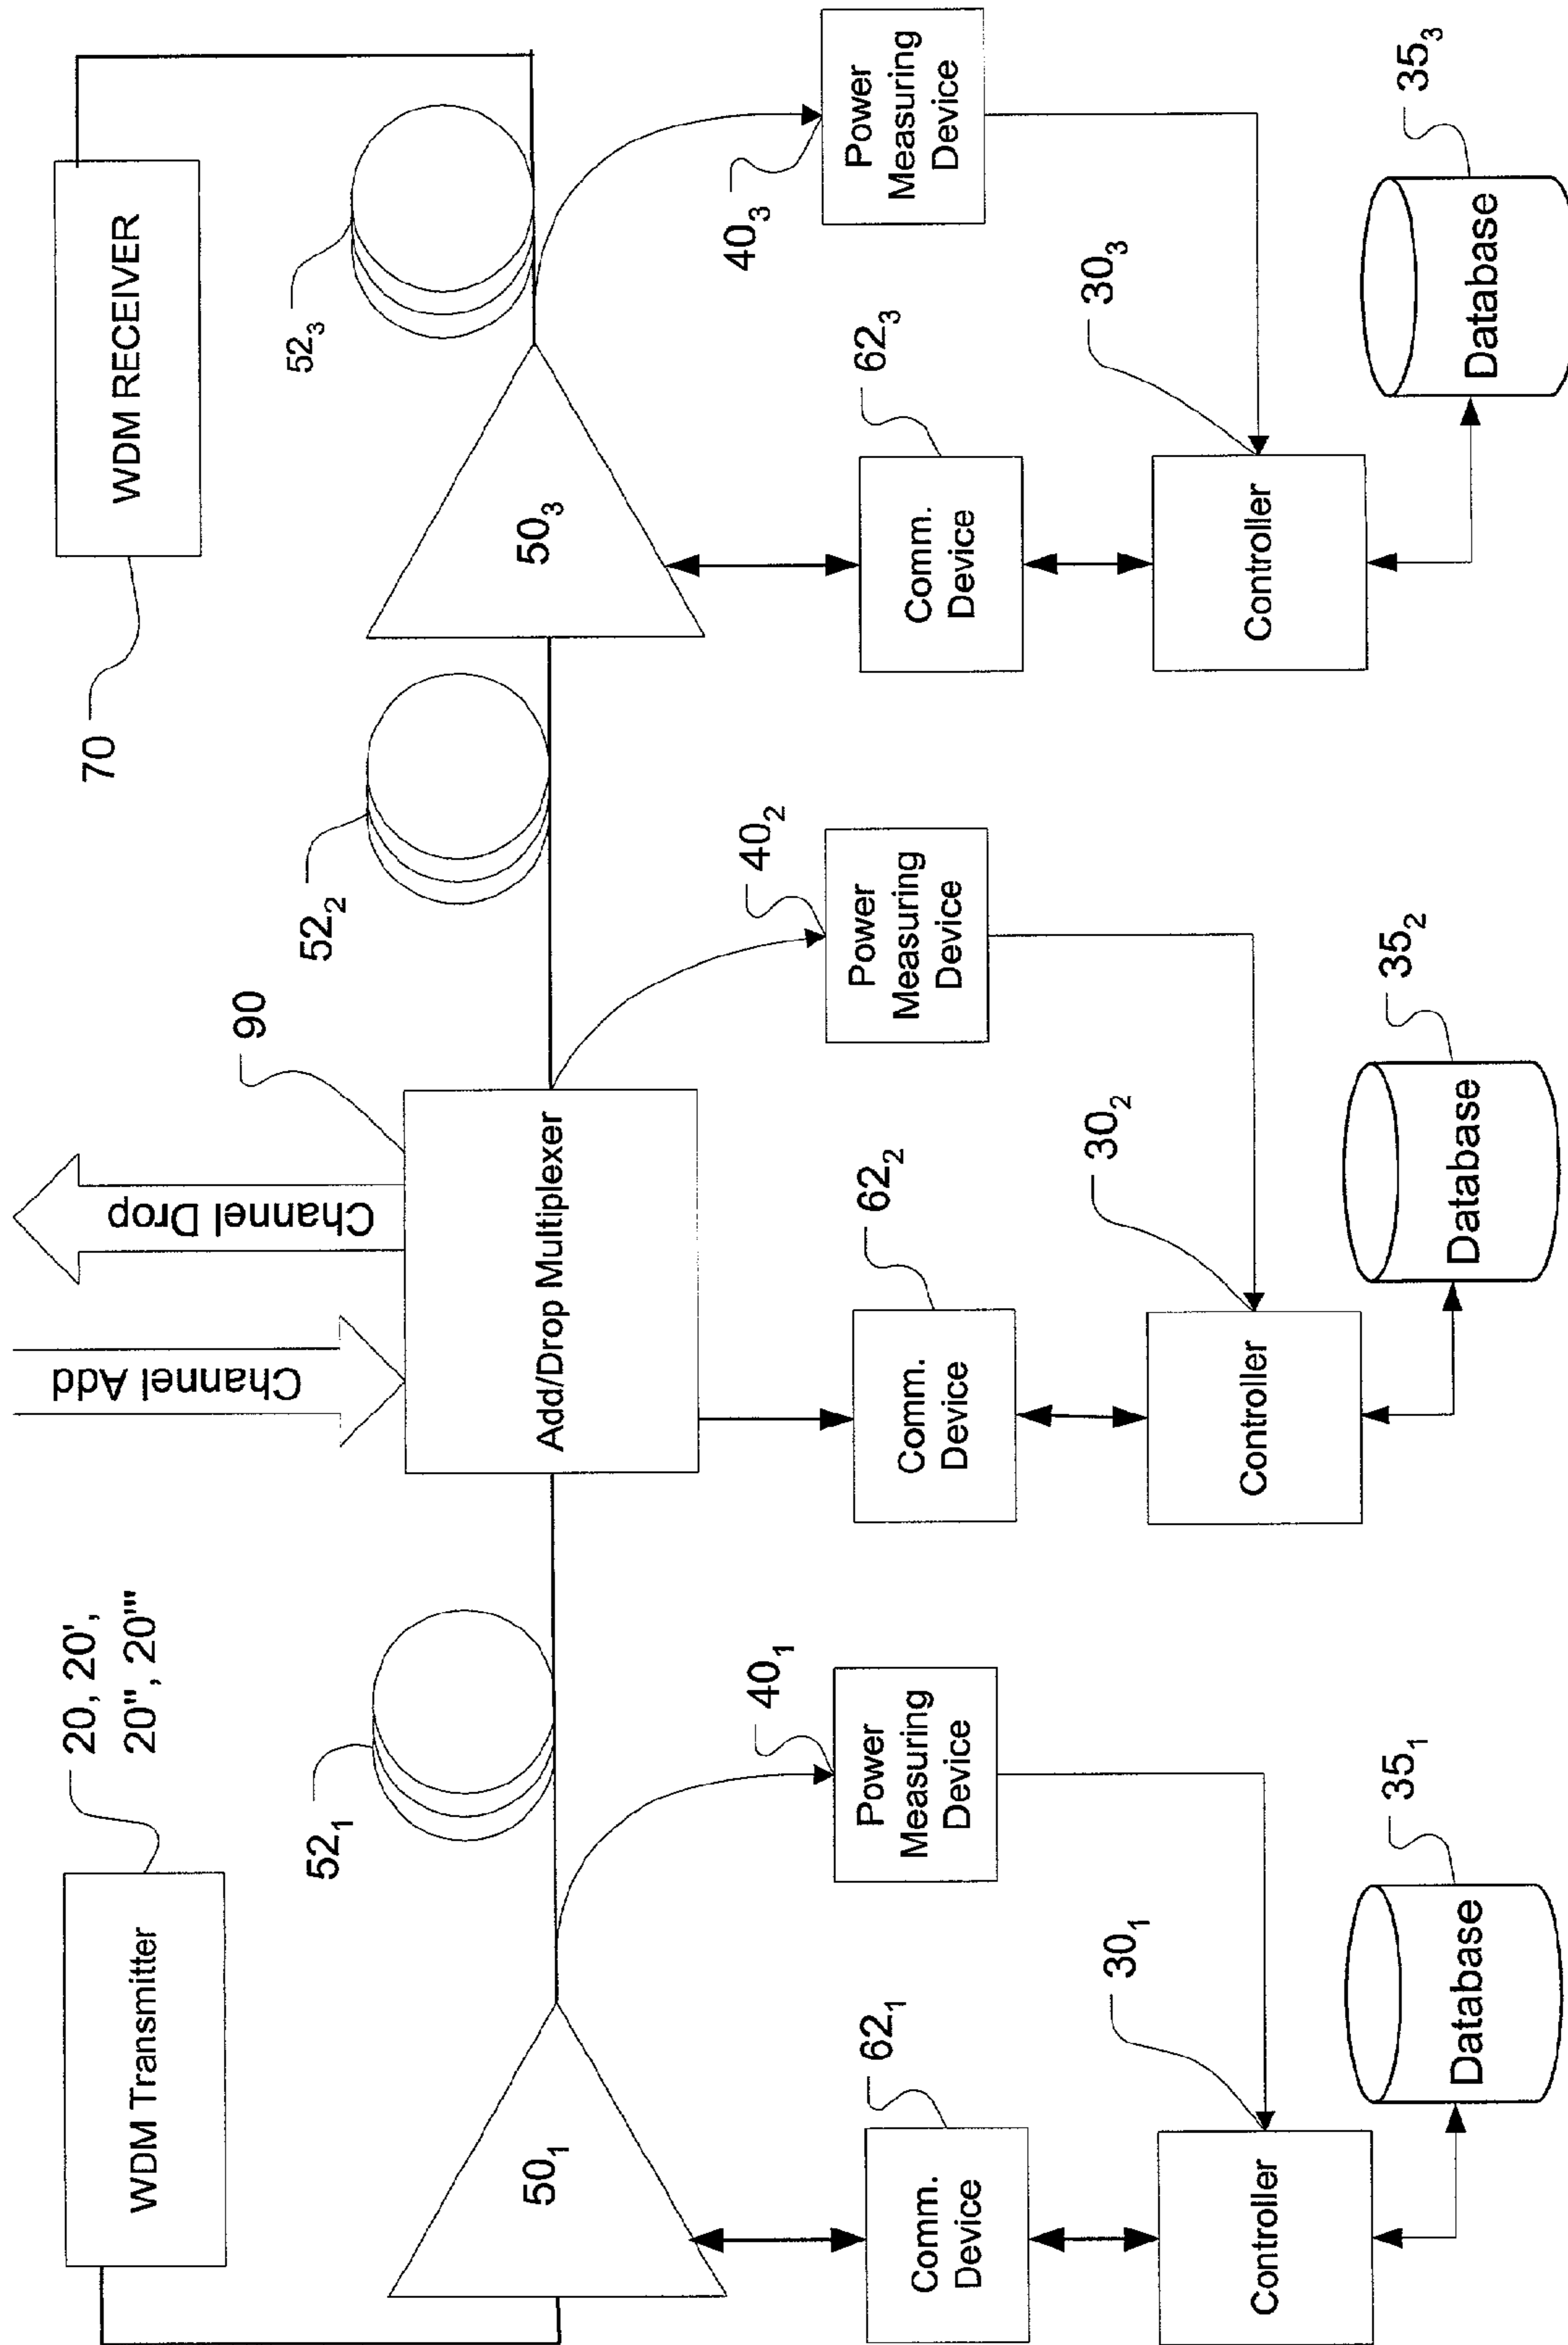 WDM Transmitter
20, 20',
20", 20'"
Channel Add
Channel Drop
90
WDM RECEIVER
70
50₁
52₁
Add/Drop Multiplexer
52₂
50₃
52₃
62₁
Comm.
Device
40₁
Power
Measuring
Device
62₂
Comm.
Device
40₂
Power
Measuring
Device
62₃
Comm.
Device
40₃
Power
Measuring
Device
30₁
Controller
30₂
Controller
30₃
Controller
35₁
Database
35₂
Database
35₃
Database